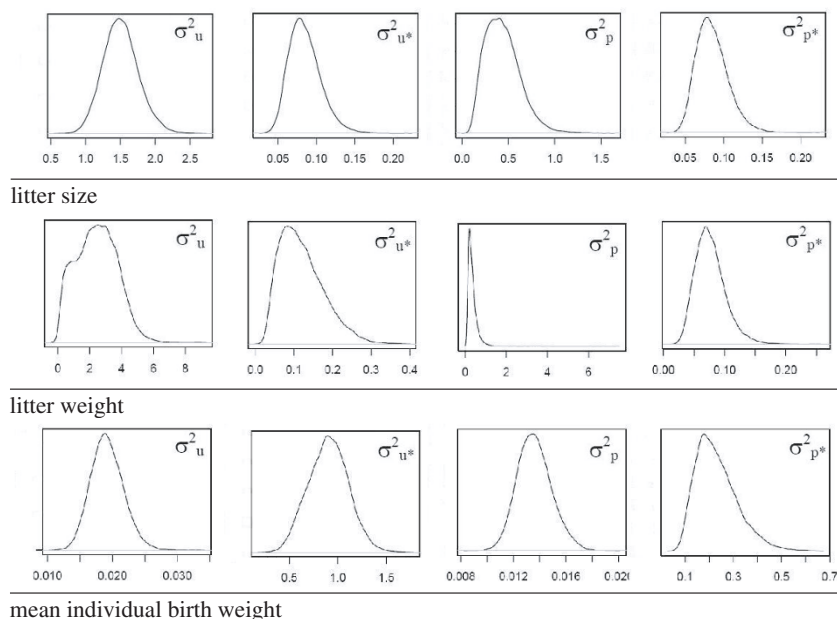 σ²u σ²u* σ²p σ²p*
0.5 1.0 1.5 2.0 2.5 0.05 0.10 0.15 0.20 0.0 0.5 1.0 1.5 0.05 0.10 0.15 0.20
litter size
σ²u σ²u* σ²p σ²p*
0 2 4 6 8 0.0 0.1 0.2 0.3 0.4 0 2 4 6 0.00 0.10 0.20
litter weight
σ²u σ²u* σ²p σ²p*
0.010 0.020 0.030 0.5 1.0 1.5 0.008 0.012 0.016 0.020 0.1 0.3 0.5 0.7
mean individual birth weight